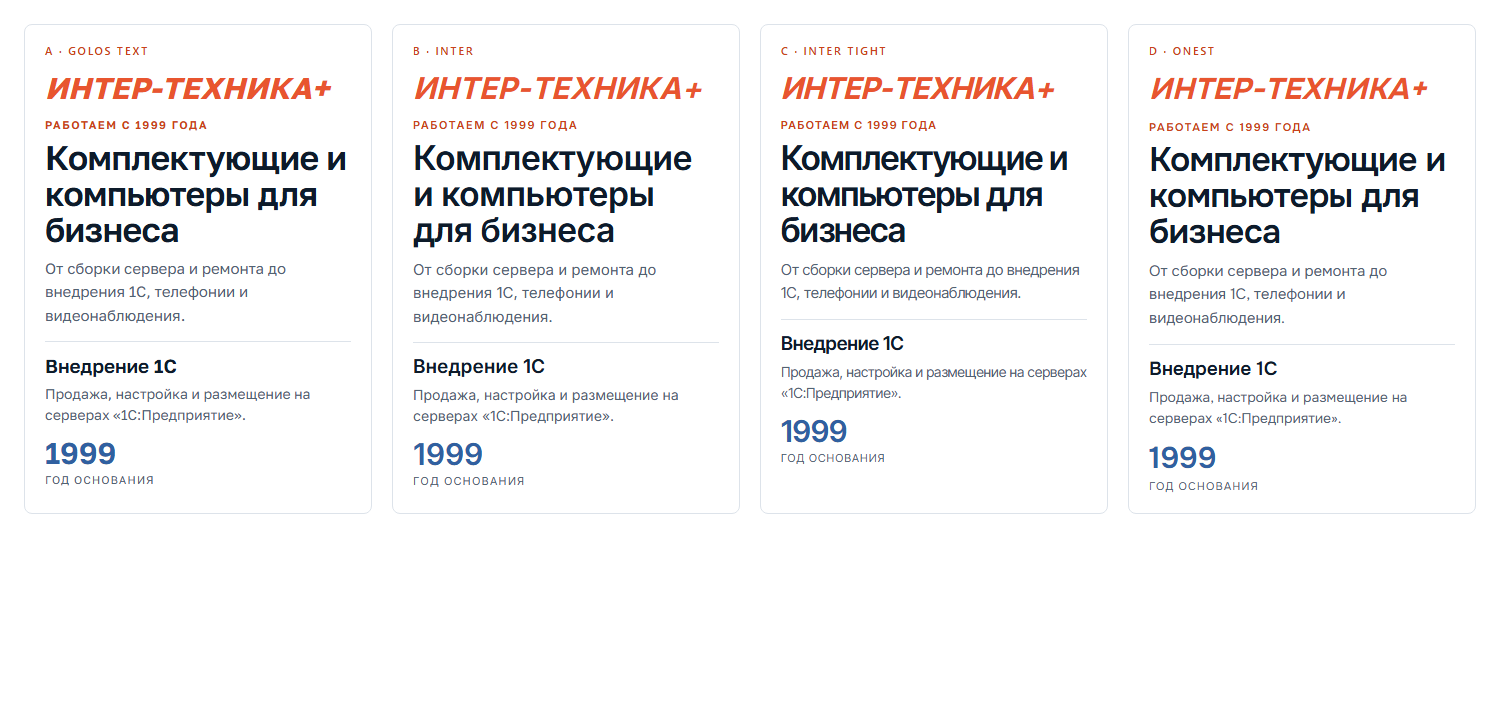 A · GOLOS TEXT
ИНТЕР-ТЕХНИКА+
РАБОТАЕМ С 1999 ГОДА
Комплектующие и
компьютеры для
бизнеса
От сборки сервера и ремонта до
внедрения 1С, телефонии и
видеонаблюдения.
Внедрение 1С
Продажа, настройка и размещение на
серверах «1С:Предприятие».
1999
ГОД ОСНОВАНИЯ
B · INTER
ИНТЕР-ТЕХНИКА+
РАБОТАЕМ С 1999 ГОДА
Комплектующие
и компьютеры
для бизнеса
От сборки сервера и ремонта до
внедрения 1С, телефонии и
видеонаблюдения.
Внедрение 1С
Продажа, настройка и размещение на
серверах «1С:Предприятие».
1999
ГОД ОСНОВАНИЯ
C · INTER TIGHT
ИНТЕР-ТЕХНИКА+
РАБОТАЕМ С 1999 ГОДА
Комплектующие и
компьютеры для
бизнеса
От сборки сервера и ремонта до внедрения
1С, телефонии и видеонаблюдения.
Внедрение 1С
Продажа, настройка и размещение на серверах
«1С:Предприятие».
1999
ГОД ОСНОВАНИЯ
D · ONEST
ИНТЕР-ТЕХНИКА+
РАБОТАЕМ С 1999 ГОДА
Комплектующие и
компьютеры для
бизнеса
От сборки сервера и ремонта до
внедрения 1С, телефонии и
видеонаблюдения.
Внедрение 1С
Продажа, настройка и размещение на
серверах «1С:Предприятие».
1999
ГОД ОСНОВАНИЯ